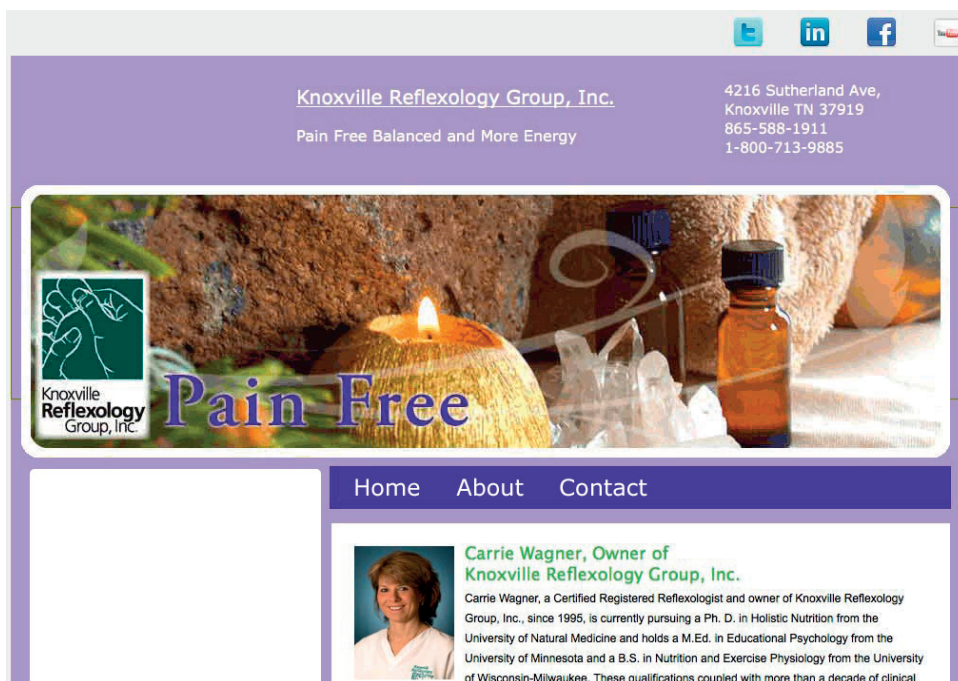 Knoxville Reflexology Group, Inc.
Pain Free Balanced and More Energy
4216 Sutherland Ave,
Knoxville TN 37919
865-588-1911
1-800-713-9885
Knoxville
Reflexology
Group, Inc.
Pain Free
Home About Contact
Carrie Wagner, Owner of
Knoxville Reflexology Group, Inc.
Carrie Wagner, a Certified Registered Reflexologist and owner of Knoxville Reflexology
Group, Inc., since 1995, is currently pursuing a Ph. D. in Holistic Nutrition from the
University of Natural Medicine and holds a M.Ed. in Educational Psychology from the
University of Minnesota and a B.S. in Nutrition and Exercise Physiology from the University
of Wisconsin-Milwaukee. These qualifications coupled with more than a decade of clinical